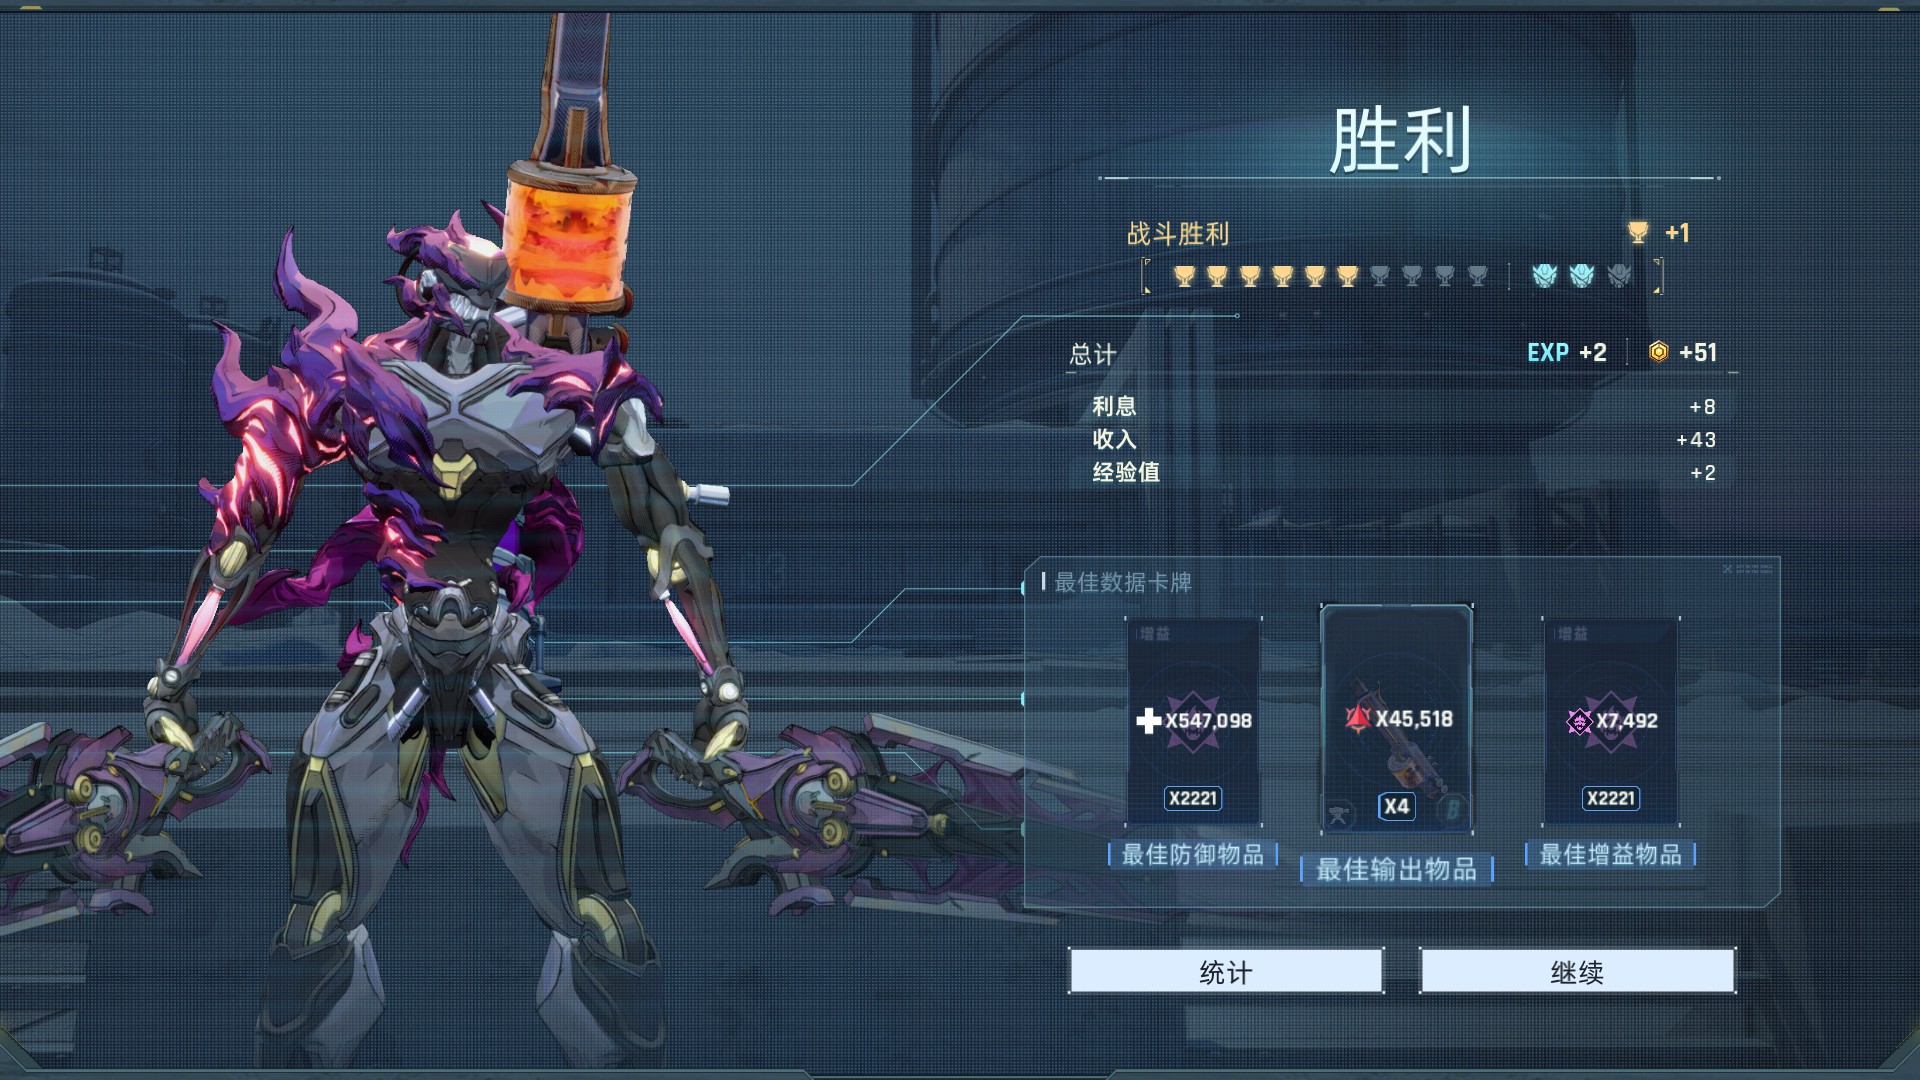 胜利
战斗胜利 +1
总计 EXP +2 +51
利息 +8
收入 +43
经验值 +2
最佳数据卡牌
增益
X547,098
X2221
最佳防御物品
X45,518
X4
最佳输出物品
增益
X7,492
X2221
最佳增益物品
统计
继续